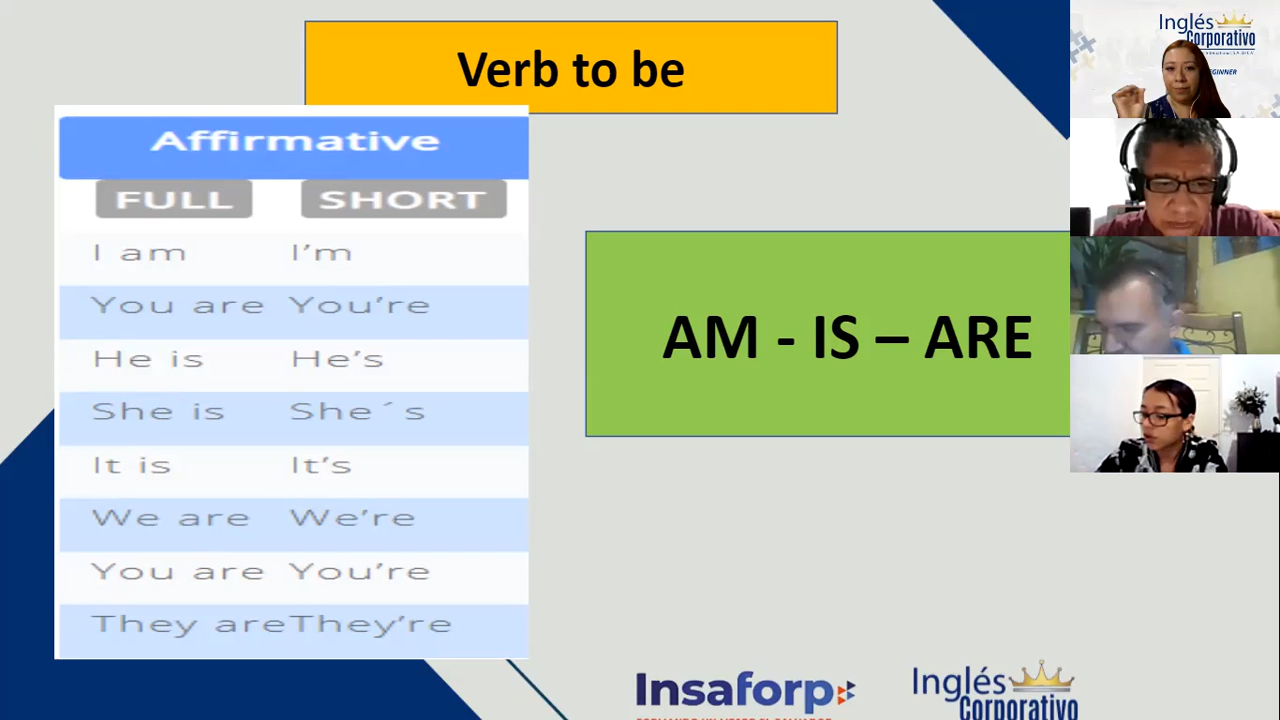 Verb to be
Affirmative
FULL SHORT
I am I’m
You are You’re
He is He’s
She is She´s
It is It’s
We are We’re
You are You’re
They are They’re
AM - IS – ARE
Insaforp
Inglés
Corporativo
Inglés
Corporativo